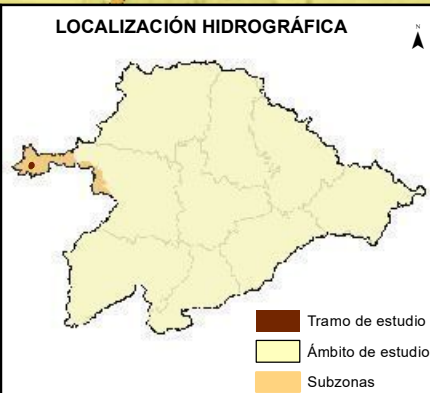 LOCALIZACIÓN HIDROGRÁFICA
N
Tramo de estudio
Ámbito de estudio
Subzonas